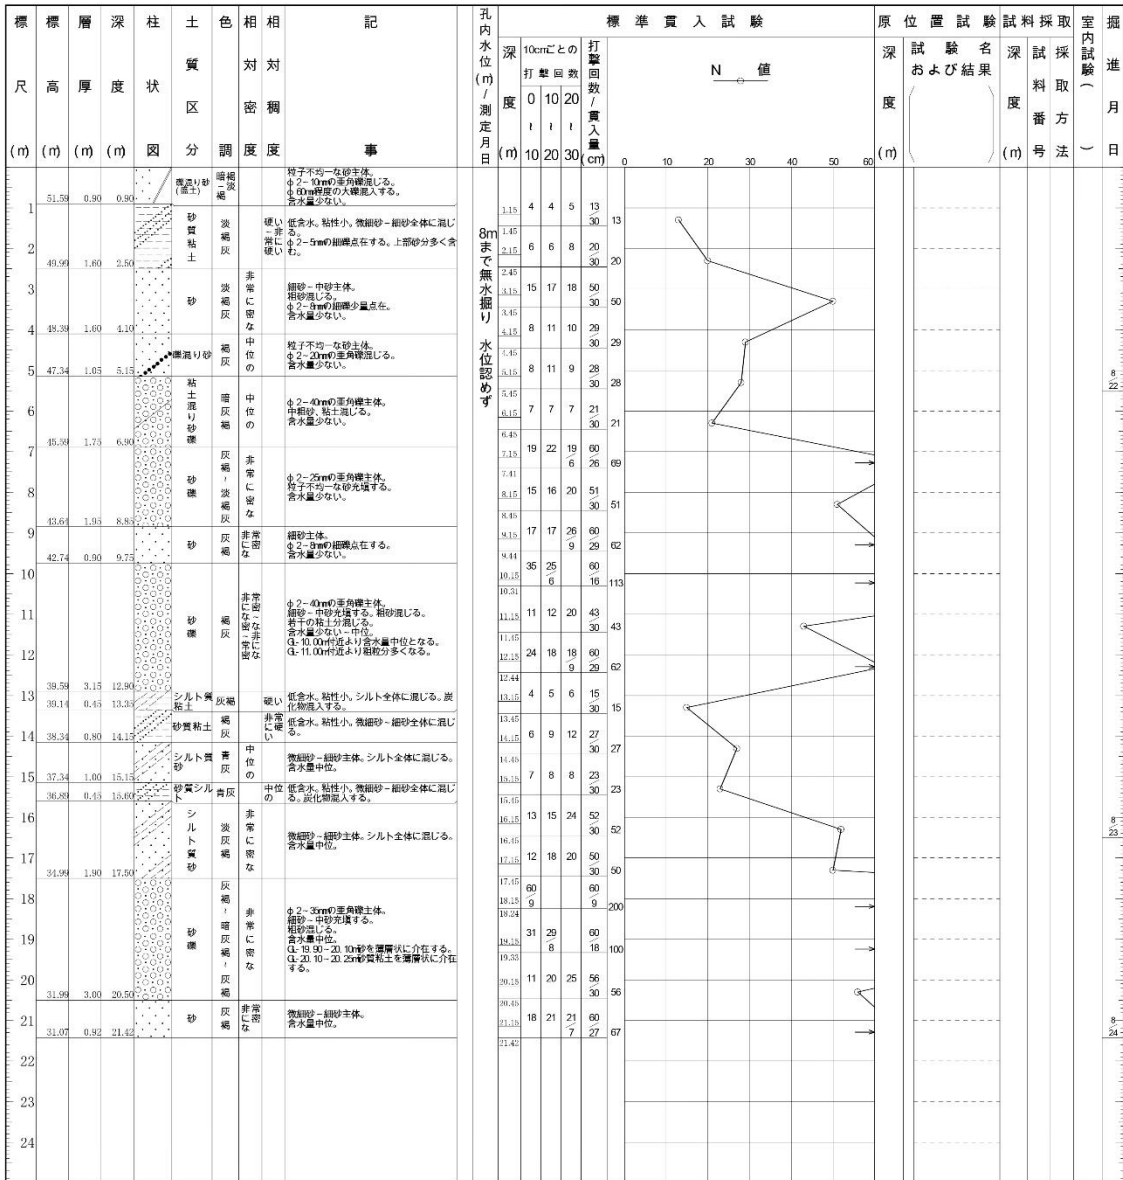 標尺(m)
標高(m)
層厚(m)
深度(m)
柱状図
土質区分
色調
相対密度
相対稠度
記事
孔内水位(m)/測定月日
標準貫入試験
深度(m)
10cmごとの打撃回数
0~10 10~20 20~30
打撃回数/貫入量(cm)
N 値
0 10 20 30 40 50 60
原位置試験
深度(m)
試験名および結果
試料採取
深度(m)
試料番号
採取方法
室内試験( )
掘進月日
51.59 0.90 0.90 礫混り砂(盛土) 暗褐~淡褐
粒子不均一な砂主体。
φ2~10mmの亜角礫混じる。
φ60mm程度の大礫混入する。
含水量少ない。
49.99 1.60 2.50 砂質粘土 淡褐灰 硬い~非常に硬い
低含水。粘性小。微細砂~細砂全体に混じる。
φ2~5mmの細礫点在する。上部砂分多く含む。
48.39 1.60 4.10 砂 淡褐灰 非常に密な
細砂~中砂主体。
粗砂混じる。
φ2~8mmの細礫少量点在。
含水量少ない。
47.34 1.05 5.15 礫混り砂 褐灰 中位の
粒子不均一な砂主体。
φ2~20mmの亜角礫混じる。
含水量少ない。
45.59 1.75 6.90 粘土混り砂礫 暗灰褐 中位の
φ2~40mmの亜角礫主体。
中粗砂、粘土混じる。
含水量少ない。
43.64 1.95 8.85 砂礫 灰褐~淡褐灰 非常に密な
φ2~25mmの亜角礫主体。
粒子不均一な砂充填する。
含水量少ない。
42.74 0.90 9.75 砂 灰褐 非常に密な
細砂主体。
φ2~8mmの細礫点在する。
含水量少ない。
39.59 3.15 12.90 砂礫 褐灰 非常に密な~密な~非常に密な
φ2~40mmの亜角礫主体。
細砂~中砂充填する。粗砂混じる。
若干の粘土分混じる。
含水量少ない~中位。
GL-10.00m付近より含水量中位となる。
GL-11.00m付近より粗粒分多くなる。
39.14 0.45 13.35 シルト質粘土 灰褐 硬い
低含水。粘性小。シルト全体に混じる。炭化物混入する。
38.34 0.80 14.15 砂質粘土 褐灰 非常に硬い
低含水。粘性小。微細砂~細砂全体に混じる。
37.34 1.00 15.15 シルト質砂 青灰 中位の
微細砂~細砂主体。シルト全体に混じる。
含水量中位。
36.89 0.45 15.60 砂質シルト 青灰 中位の
低含水。粘性小。微細砂~細砂全体に混じる。炭化物混入する。
34.99 1.90 17.50 シルト質砂 淡灰褐 非常に密な
微細砂~細砂主体。シルト全体に混じる。
含水量中位。
31.99 3.00 20.50 砂礫 灰褐~暗灰褐~灰褐 非常に密な
φ2~35mmの亜角礫主体。
細砂~中砂充填する。
粗砂混じる。
含水量中位。
GL-19.90~20.10m砂を薄層状に介在する。
GL-20.10~20.25m砂質粘土を薄層状に介在する。
31.07 0.92 21.42 砂 灰褐 非常に密な
微細砂~細砂主体。
含水量中位。
1 2 3 4 5 6 7 8 9 10 11 12 13 14 15 16 17 18 19 20 21 22 23 24
8mまで無水掘り 水位認めず
1.15 4 4 5 13/30 13
1.45
2.15 6 6 8 20/30 20
2.45
3.15 15 17 18 50/30 50
3.45
4.15 8 11 10 29/30 29
4.45
5.15 8 11 9 28/30 28
5.45
6.15 7 7 7 21/30 21
6.45
7.15 19 22 19/6 60/26 69
7.41
8.15 15 16 20 51/30 51
8.45
9.15 17 17 26/9 60/29 62
9.44
10.15 35 25/6 60/16 113
10.31
11.15 11 12 20 43/30 43
11.45
12.15 24 18 18/9 60/29 62
12.44
13.15 4 5 6 15/30 15
13.45
14.15 6 9 12 27/30 27
14.45
15.15 7 8 8 23/30 23
15.45
16.15 13 15 24 52/30 52
16.45
17.15 12 18 20 50/30 50
17.45
18.15 60/9 60/9 200
18.24
19.15 31 29/8 60/18 100
19.33
20.15 11 20 25 56/30 56
20.45
21.15 18 21 21/7 60/27 67
21.42
8/22
8/23
8/24